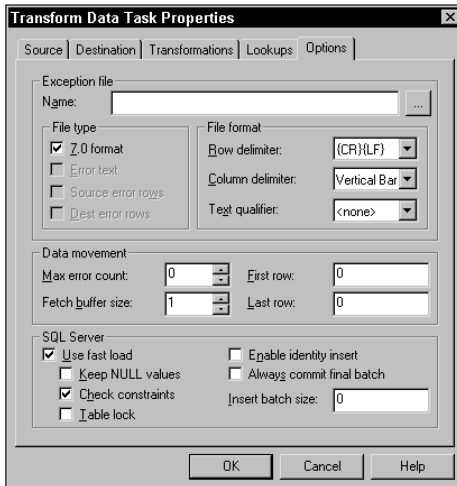 Transform Data Task Properties
Source Destination Transformations Lookups Options
Exception file
Name: ...
File type
7.0 format
Error text
Source error rows
Dest error rows
File format
Row delimiter: {CR}{LF}
Column delimiter: Vertical Bar
Text qualifier: <none>
Data movement
Max error count: 0 First row: 0
Fetch buffer size: 1 Last row: 0
SQL Server
Use fast load
Keep NULL values
Check constraints
Table lock
Enable identity insert
Always commit final batch
Insert batch size: 0
OK Cancel Help